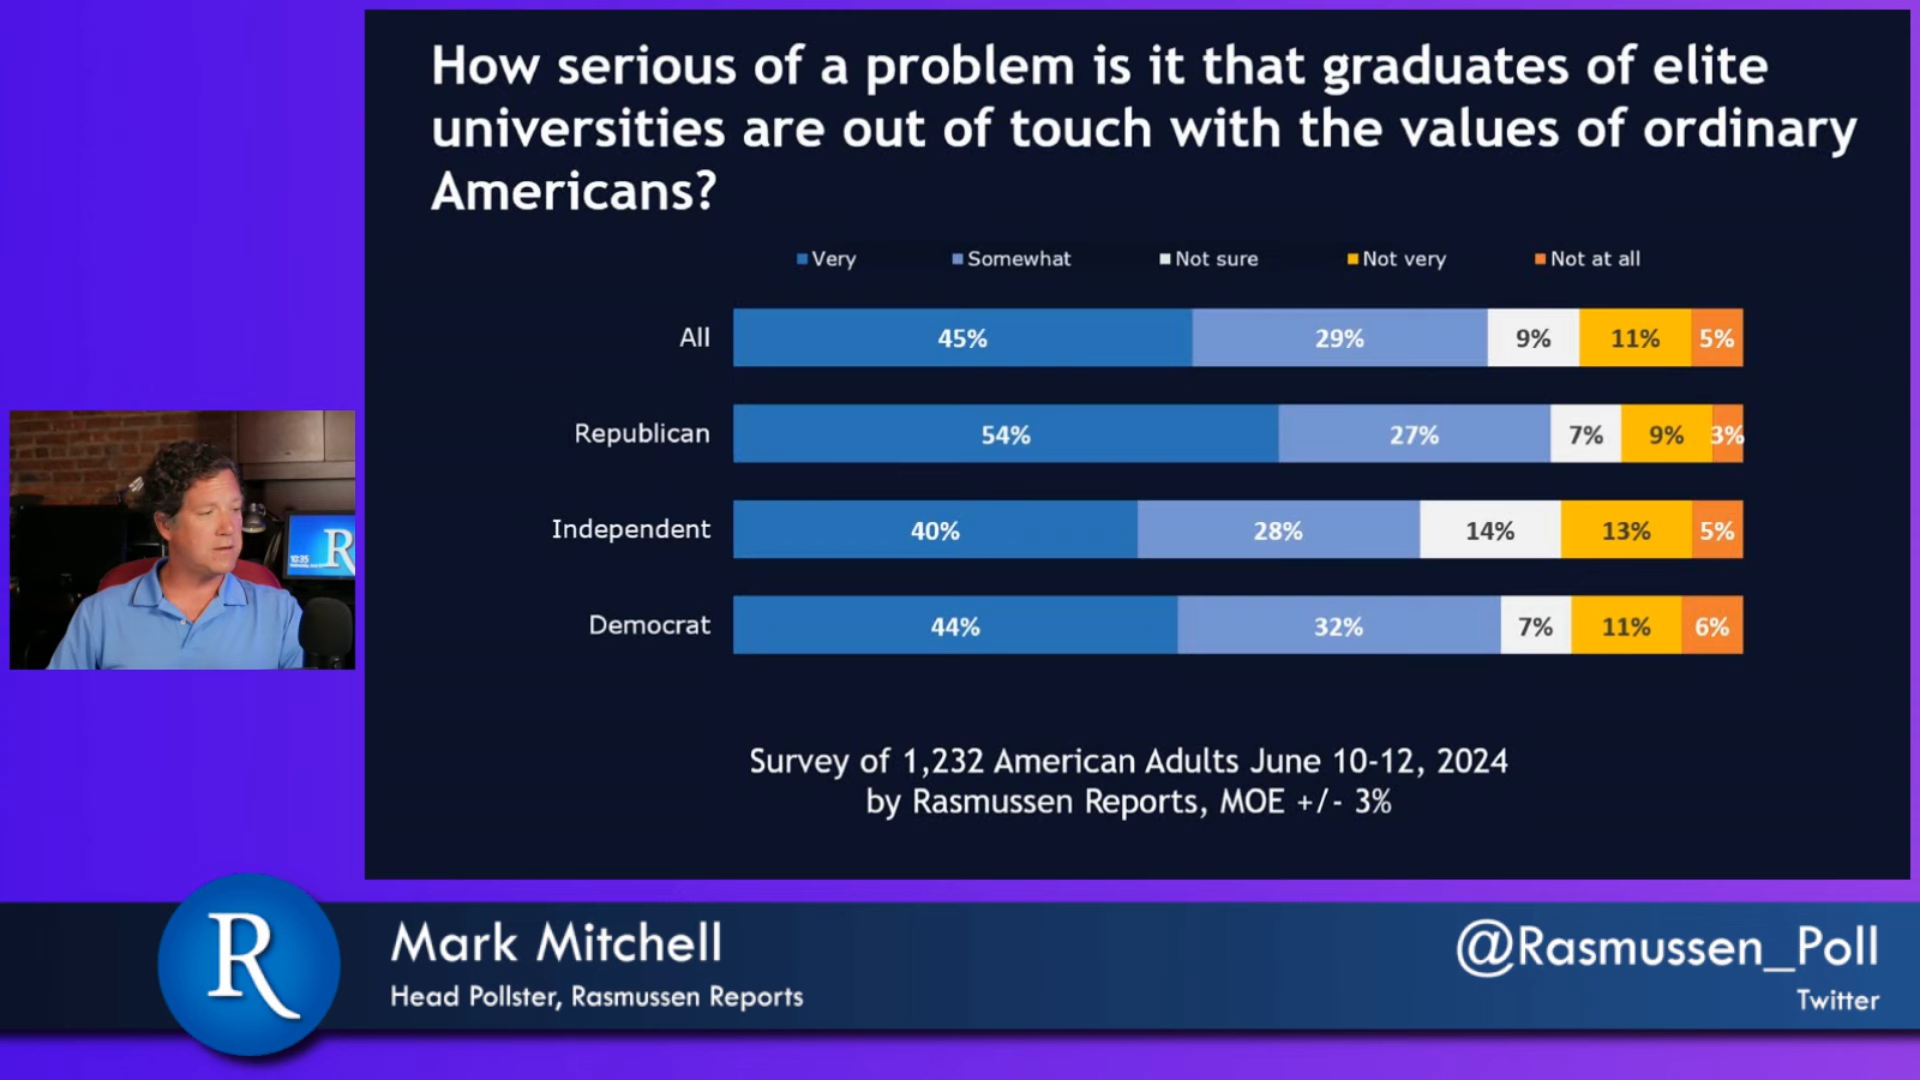 How serious of a problem is it that graduates of elite
universities are out of touch with the values of ordinary
Americans?
Very Somewhat Not sure Not very Not at all
All 45% 29% 9% 11% 5%
Republican 54% 27% 7% 9% 3%
Independent 40% 28% 14% 13% 5%
Democrat 44% 32% 7% 11% 6%
Survey of 1,232 American Adults June 10-12, 2024
by Rasmussen Reports, MOE +/- 3%
R
10:35
R
Mark Mitchell
Head Pollster, Rasmussen Reports
@Rasmussen_Poll
Twitter